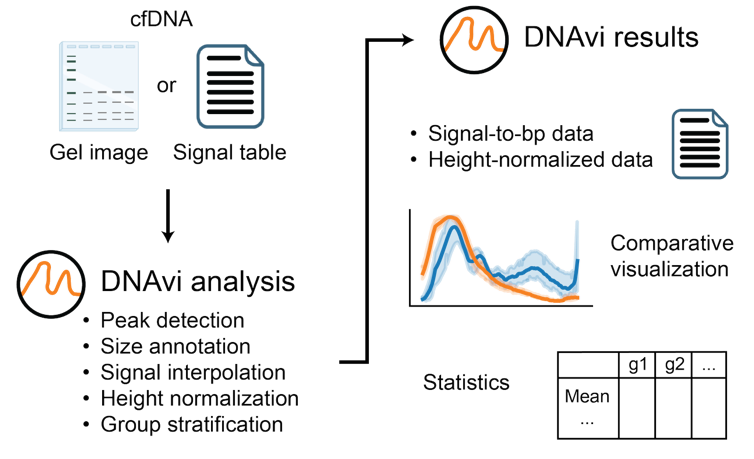 cfDNA
or
Gel image
Signal table
DNAvi analysis
• Peak detection
• Size annotation
• Signal interpolation
• Height normalization
• Group stratification
DNAvi results
• Signal-to-bp data
• Height-normalized data
Comparative
visualization
Statistics
g1 g2 ...
Mean
...